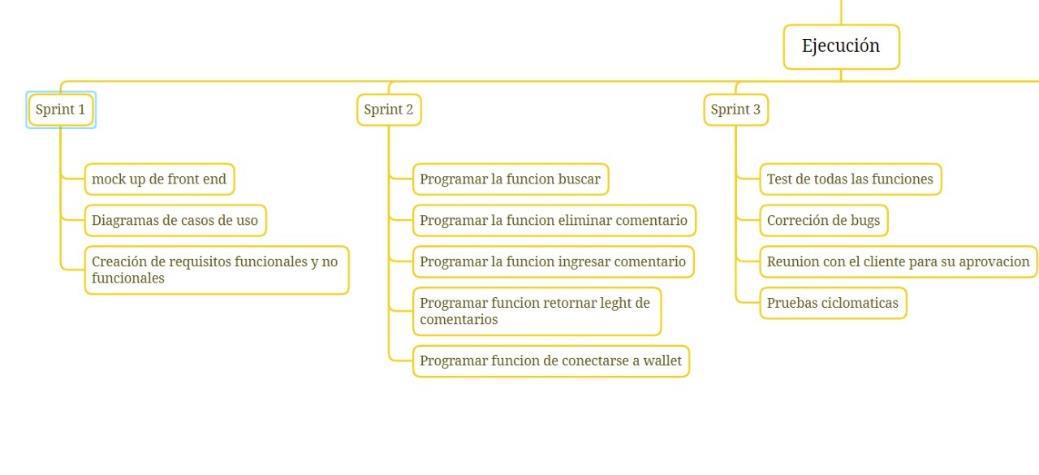 Ejecución
Sprint 1
mock up de front end
Diagramas de casos de uso
Creación de requisitos funcionales y no
funcionales
Sprint 2
Programar la funcion buscar
Programar la funcion eliminar comentario
Programar la funcion ingresar comentario
Programar funcion retornar leght de
comentarios
Programar funcion de conectarse a wallet
Sprint 3
Test de todas las funciones
Correción de bugs
Reunion con el cliente para su aprovacion
Pruebas ciclomaticas